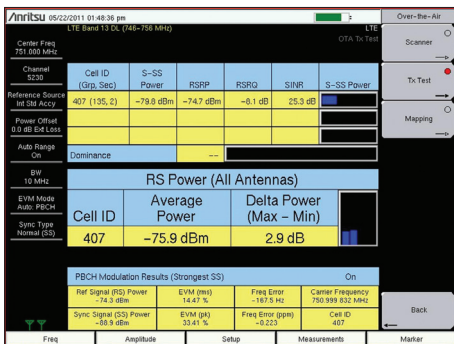 Anritsu 05/22/2011 01:48:36 pm
LTE Band 13 DL (746-756 MHz)
LTE
OTA Tx Test
Over-the-Air
Scanner
Tx Test
Mapping
Back
Center Freq
751.000 MHz
Channel
5230
Reference Source
Int Std Accy
Power Offset
0.0 dB Ext Loss
Auto Range
On
BW
10 MHz
EVM Mode
Auto: PBCH
Sync Type
Normal (SS)
Cell ID (Grp, Sec) S-SS Power RSRP RSRQ SINR S-SS Power
407 (135, 2) -79.8 dBm -74.7 dBm -8.1 dB 25.3 dB
Dominance --
RS Power (All Antennas)
Cell ID Average Power Delta Power (Max - Min)
407 -75.9 dBm 2.9 dB
PBCH Modulation Results (Strongest SS) On
Ref Signal (RS) Power EVM (rms) Freq Error Carrier Frequency
-74.3 dBm 14.47 % -167.5 Hz 750.999 832 MHz
Sync Signal (SS) Power EVM (pk) Freq Error (ppm) Cell ID
-88.9 dBm 33.41 % -0.223 407
Freq Amplitude Setup Measurements Marker